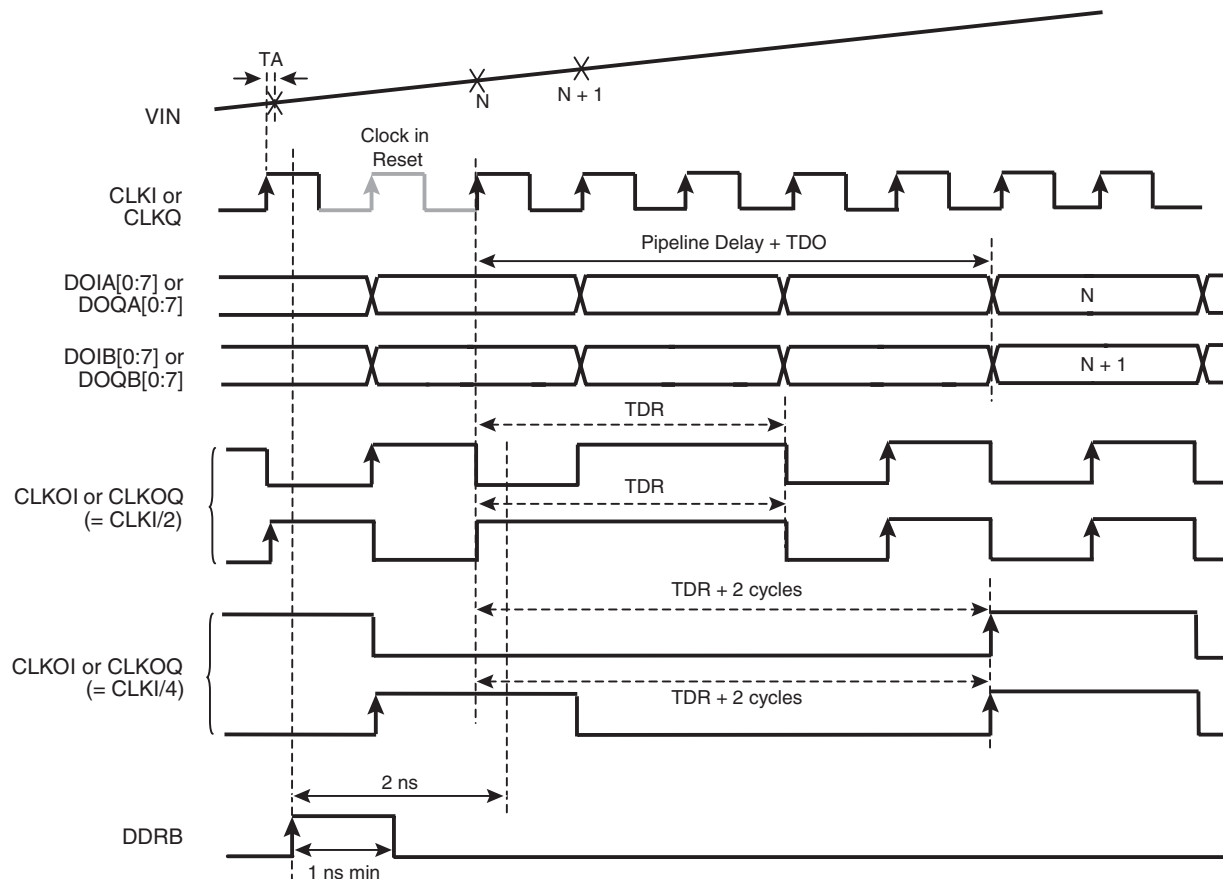 TA
VIN
N
N + 1
Clock in
Reset
CLKI or
CLKQ
Pipeline Delay + TDO
DOIA[0:7] or
DOQA[0:7]
N
DOIB[0:7] or
DOQB[0:7]
N + 1
TDR
CLKOI or CLKOQ
(= CLKI/2)
TDR
TDR + 2 cycles
CLKOI or CLKOQ
(= CLKI/4)
TDR + 2 cycles
2 ns
DDRB
1 ns min